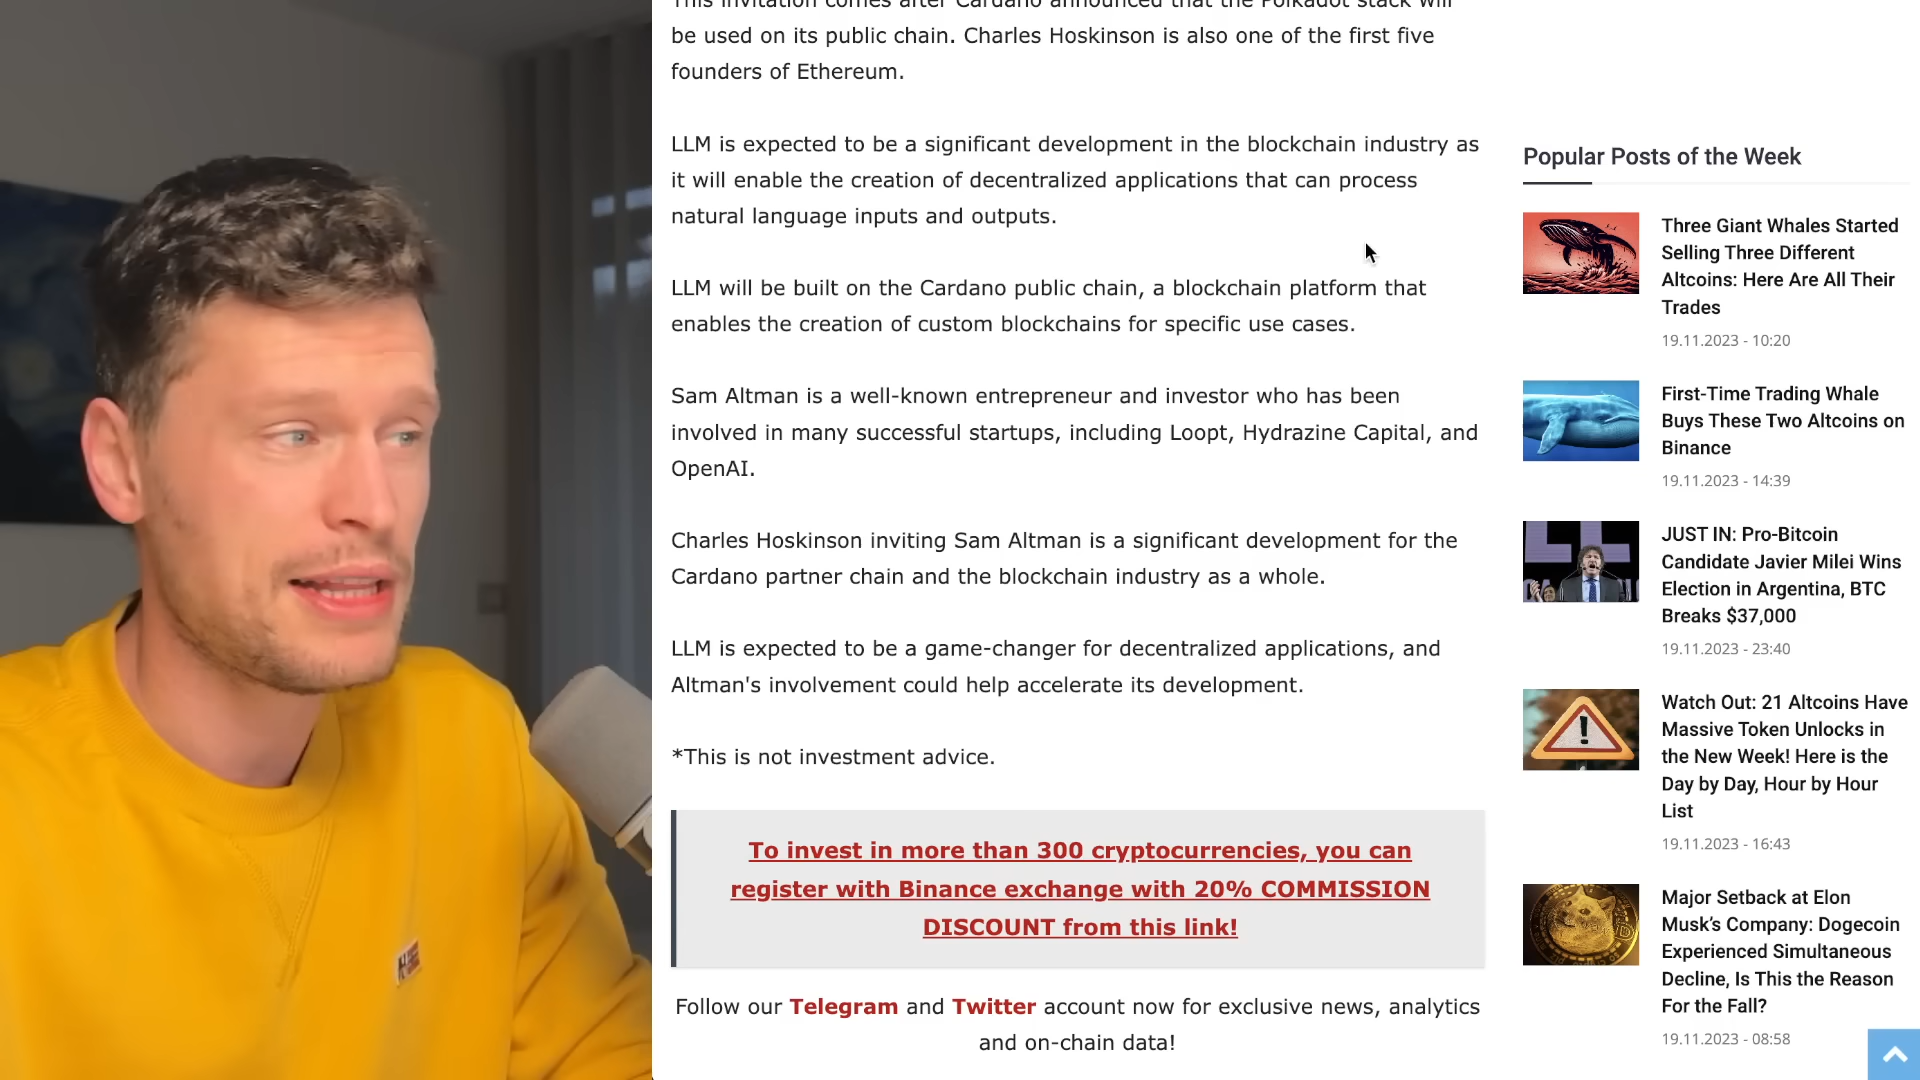 This invitation comes after Cardano announced that the Polkadot stack will
be used on its public chain. Charles Hoskinson is also one of the first five
founders of Ethereum.
LLM is expected to be a significant development in the blockchain industry as
it will enable the creation of decentralized applications that can process
natural language inputs and outputs.
LLM will be built on the Cardano public chain, a blockchain platform that
enables the creation of custom blockchains for specific use cases.
Sam Altman is a well-known entrepreneur and investor who has been
involved in many successful startups, including Loopt, Hydrazine Capital, and
OpenAI.
Charles Hoskinson inviting Sam Altman is a significant development for the
Cardano partner chain and the blockchain industry as a whole.
LLM is expected to be a game-changer for decentralized applications, and
Altman's involvement could help accelerate its development.
*This is not investment advice.
To invest in more than 300 cryptocurrencies, you can
register with Binance exchange with 20% COMMISSION
DISCOUNT from this link!
Follow our Telegram and Twitter account now for exclusive news, analytics
and on-chain data!
Popular Posts of the Week
Three Giant Whales Started
Selling Three Different
Altcoins: Here Are All Their
Trades
19.11.2023 - 10:20
First-Time Trading Whale
Buys These Two Altcoins on
Binance
19.11.2023 - 14:39
JUST IN: Pro-Bitcoin
Candidate Javier Milei Wins
Election in Argentina, BTC
Breaks $37,000
19.11.2023 - 23:40
Watch Out: 21 Altcoins Have
Massive Token Unlocks in
the New Week! Here is the
Day by Day, Hour by Hour
List
19.11.2023 - 16:43
Major Setback at Elon
Musk's Company: Dogecoin
Experienced Simultaneous
Decline, Is This the Reason
For the Fall?
19.11.2023 - 08:58